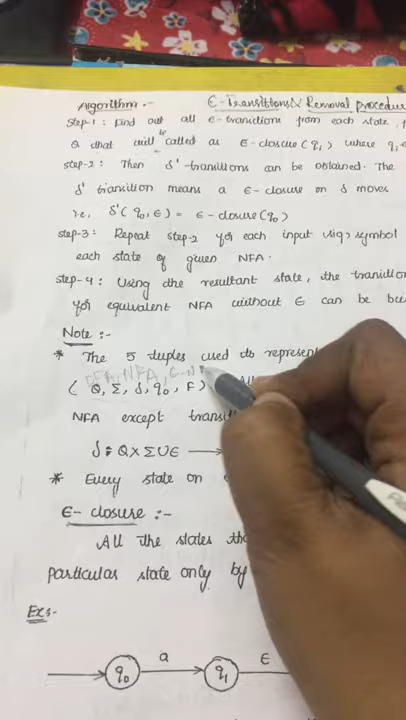 Algorithm :- ε-Transitions & Removal procedure
Step-1 : Find out all ε-tranitions from each state
Q that will be called as ε-closure (q₁) where q₁
step-2 : Then δ' transitions can be obtained. The
δ' transition means a ε-closure on δ moves
i.e, δ'(q₀, ε) = ε-closure(q₀)
step-3 : Repeat step-2 for each input symbol
each state of given NFA.
step-4 : Using the resultant state, the
for equivalent NFA without ε can be
Note :-
* The 5 tuples used to
DFA, NFA, ε-N
( Q, Σ, δ, q₀, F )
NFA except
δ : Q × Σ ∪ ε ⟶
* Every state on
ε- closure :-
All the states
particular state only by
Ex:-
q₀ a q₁ ε